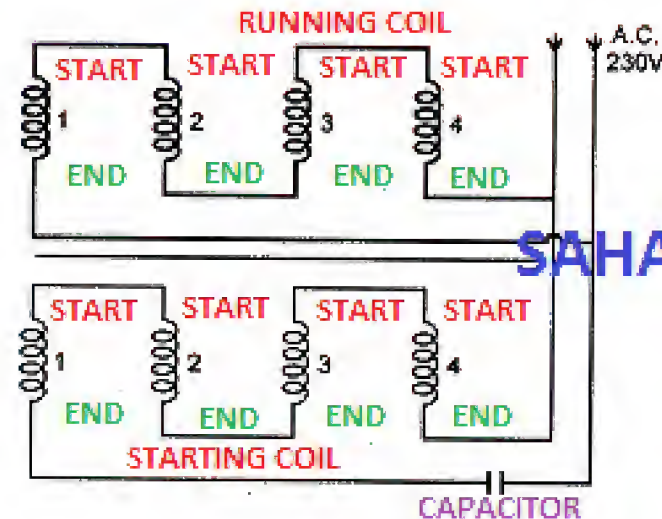 RUNNING COIL
A.C.
230V
START START START START
1 2 3 4
END END END END
SAHA
START START START START
1 2 3 4
END END END END
STARTING COIL
CAPACITOR